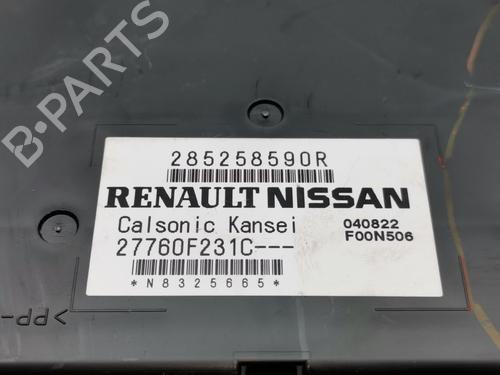 B-PARTS
285258590R
RENAULT NISSAN
Calsonic Kansei
040822
27760F231C---
F00N506
*N8325665*
>PP-